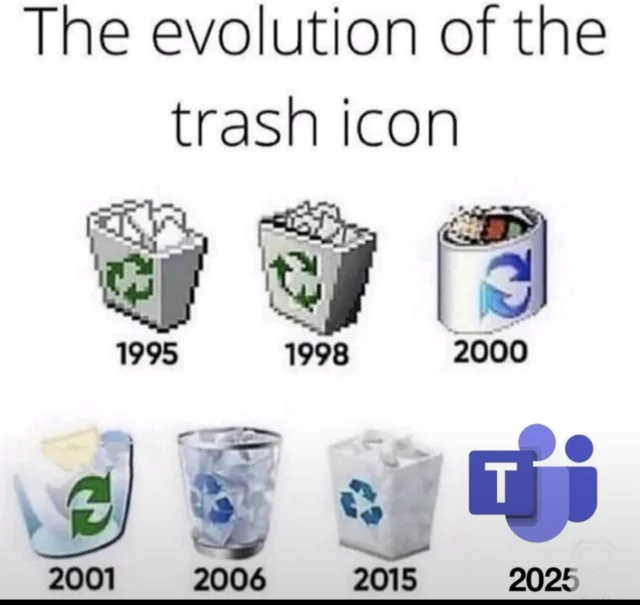 The evolution of the
trash icon
1995 1998 2000
T
2001 2006 2015 2025